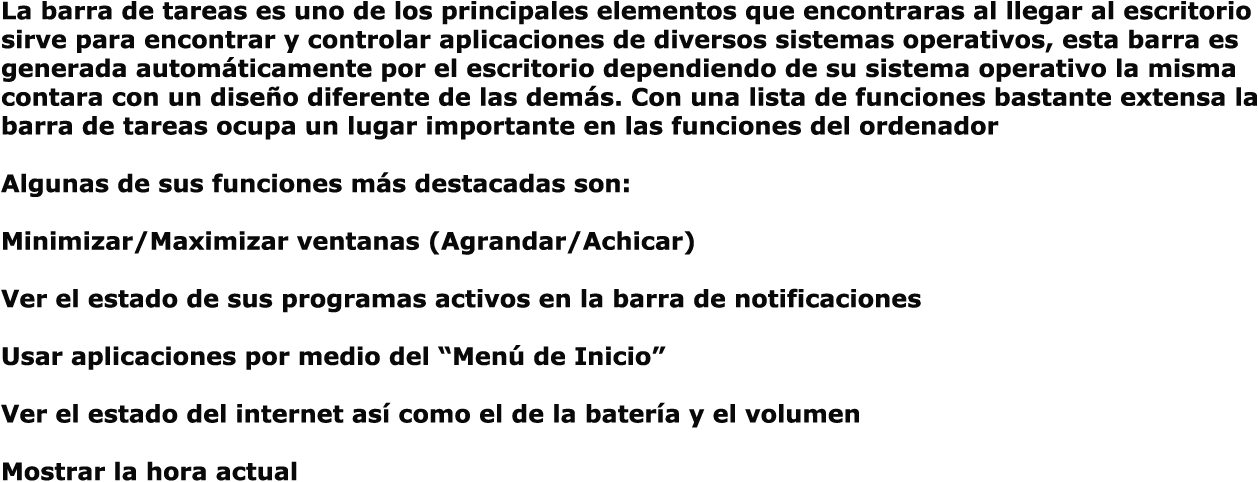 La barra de tareas es uno de los principales elementos que encontraras al llegar al escritorio
sirve para encontrar y controlar aplicaciones de diversos sistemas operativos, esta barra es
generada automáticamente por el escritorio dependiendo de su sistema operativo la misma
contara con un diseño diferente de las demás. Con una lista de funciones bastante extensa la
barra de tareas ocupa un lugar importante en las funciones del ordenador
Algunas de sus funciones más destacadas son:
Minimizar/Maximizar ventanas (Agrandar/Achicar)
Ver el estado de sus programas activos en la barra de notificaciones
Usar aplicaciones por medio del “Menú de Inicio”
Ver el estado del internet así como el de la batería y el volumen
Mostrar la hora actual